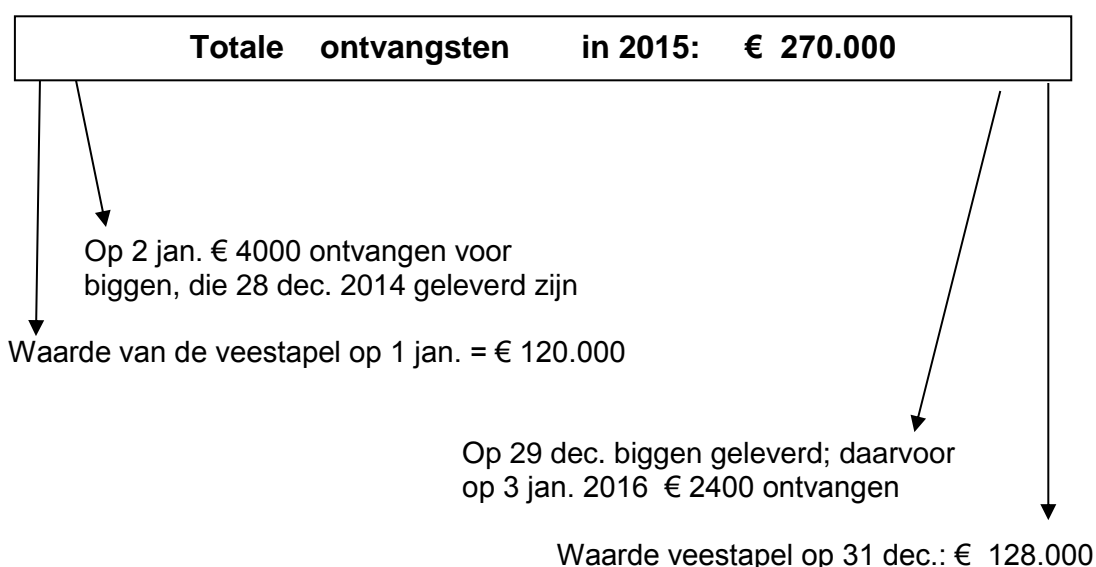 Totale ontvangsten in 2015: € 270.000
Op 2 jan. € 4000 ontvangen voor
biggen, die 28 dec. 2014 geleverd zijn
Waarde van de veestapel op 1 jan. = € 120.000
Op 29 dec. biggen geleverd; daarvoor
op 3 jan. 2016 € 2400 ontvangen
Waarde veestapel op 31 dec.: € 128.000